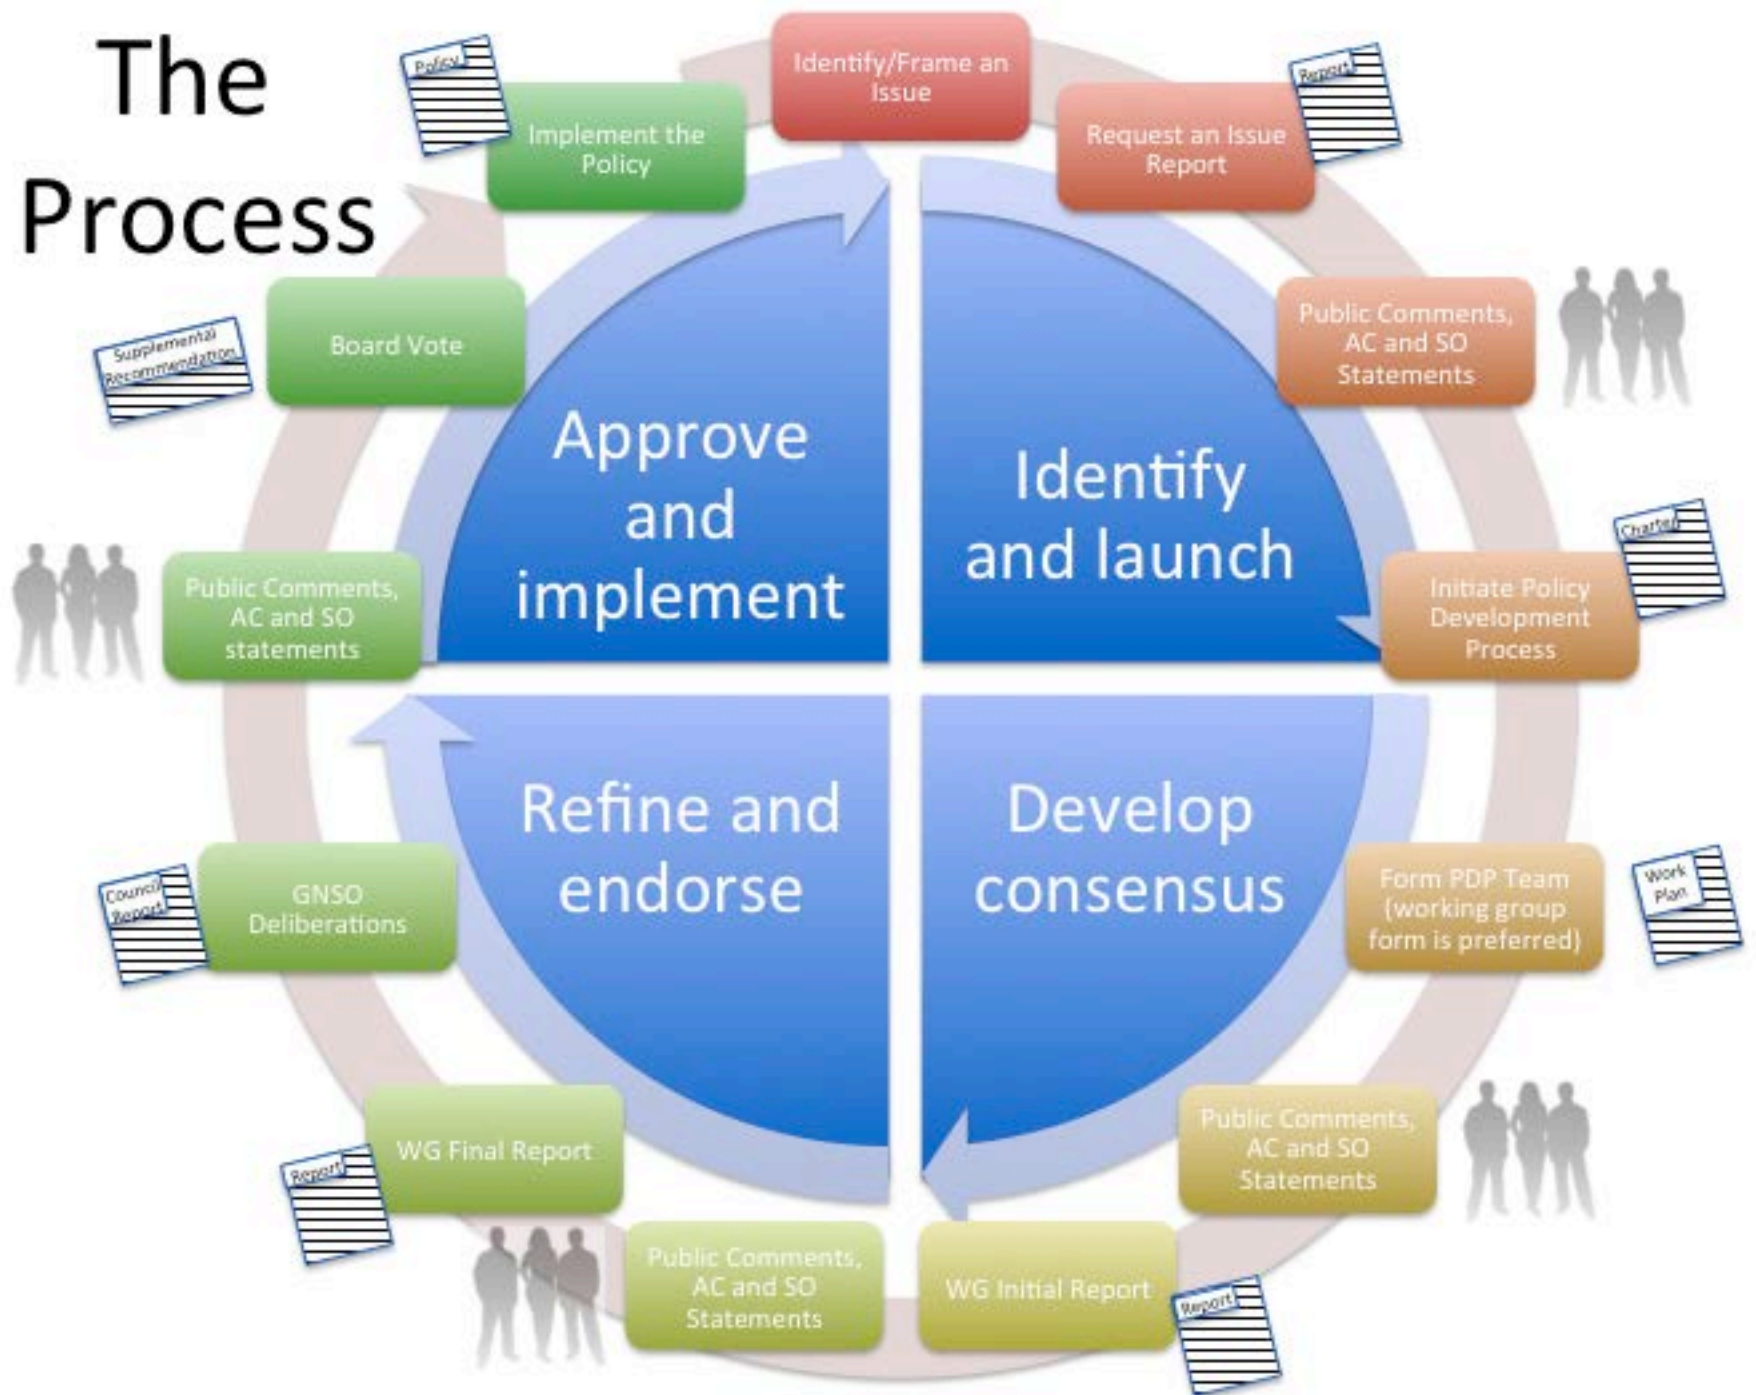 The
Process
Identify/Frame an
Issue
Request an Issue
Report
Report
Public Comments,
AC and SO
Statements
Initiate Policy
Development
Process
Charter
Form PDP Team
(working group
form is preferred)
Work
Plan
Public Comments,
AC and SO
Statements
WG Initial Report
Report
Public Comments,
AC and SO
Statements
WG Final Report
Report
GNSO
Deliberations
Council
Report
Public Comments,
AC and SO
statements
Board Vote
Supplemental
Recommendation
Implement the
Policy
Policy
Identify
and launch
Develop
consensus
Refine and
endorse
Approve
and
implement